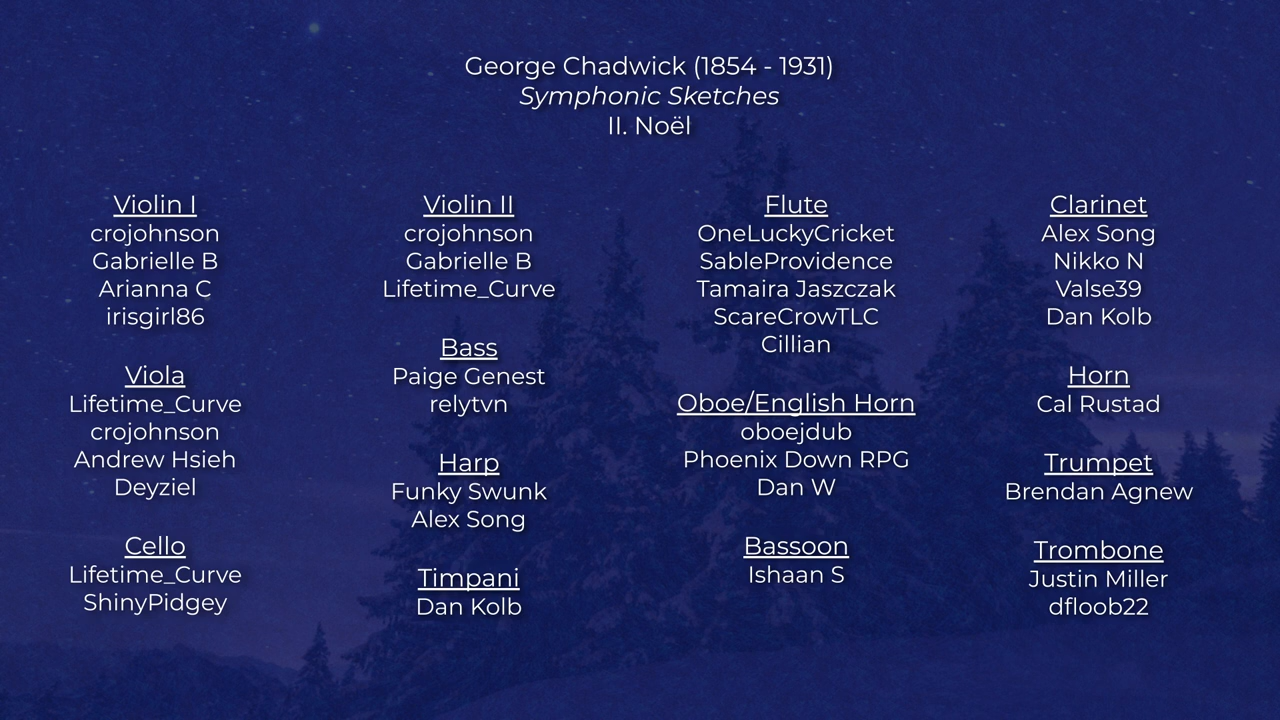 George Chadwick (1854 - 1931)
Symphonic Sketches
II. Noël
Violin I
crojohnson
Gabrielle B
Arianna C
irisgirl86
Viola
Lifetime_Curve
crojohnson
Andrew Hsieh
Deyziel
Cello
Lifetime_Curve
ShinyPidgey
Violin II
crojohnson
Gabrielle B
Lifetime_Curve
Bass
Paige Genest
relytvn
Harp
Funky Swunk
Alex Song
Timpani
Dan Kolb
Flute
OneLuckyCricket
SableProvidence
Tamaira Jaszczak
ScareCrowTLC
Cillian
Oboe/English Horn
oboejdub
Phoenix Down RPG
Dan W
Bassoon
Ishaan S
Clarinet
Alex Song
Nikko N
Valse39
Dan Kolb
Horn
Cal Rustad
Trumpet
Brendan Agnew
Trombone
Justin Miller
dfloob22